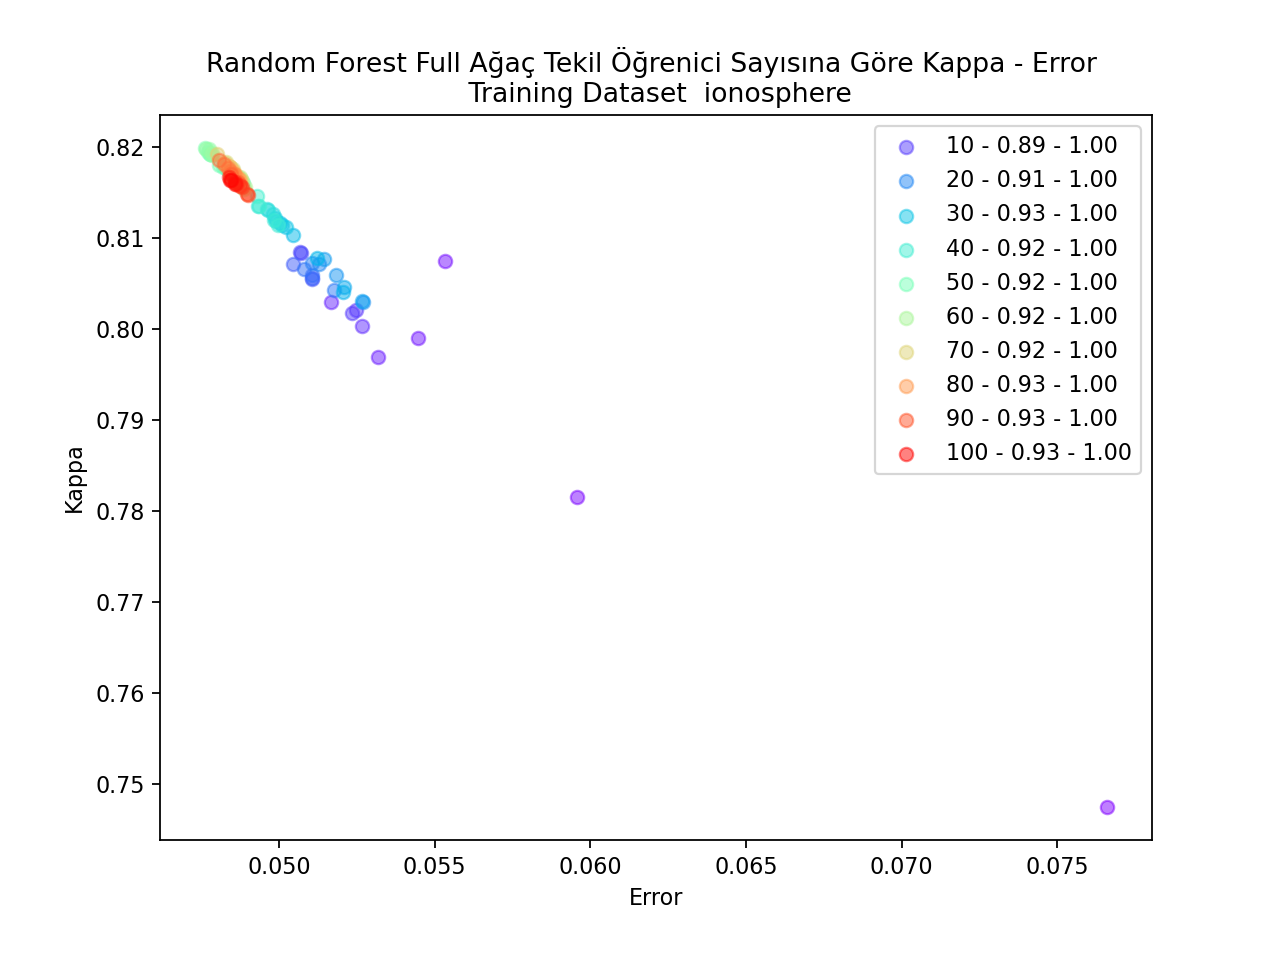 Random Forest Full Ağaç Tekil Öğrenici Sayısına Göre Kappa - Error
Training Dataset  ionosphere
0.82
0.81
0.80
0.79
0.78
0.77
0.76
0.75
Kappa
10 - 0.89 - 1.00
20 - 0.91 - 1.00
30 - 0.93 - 1.00
40 - 0.92 - 1.00
50 - 0.92 - 1.00
60 - 0.92 - 1.00
70 - 0.92 - 1.00
80 - 0.93 - 1.00
90 - 0.93 - 1.00
100 - 0.93 - 1.00
0.050 0.055 0.060 0.065 0.070 0.075
Error